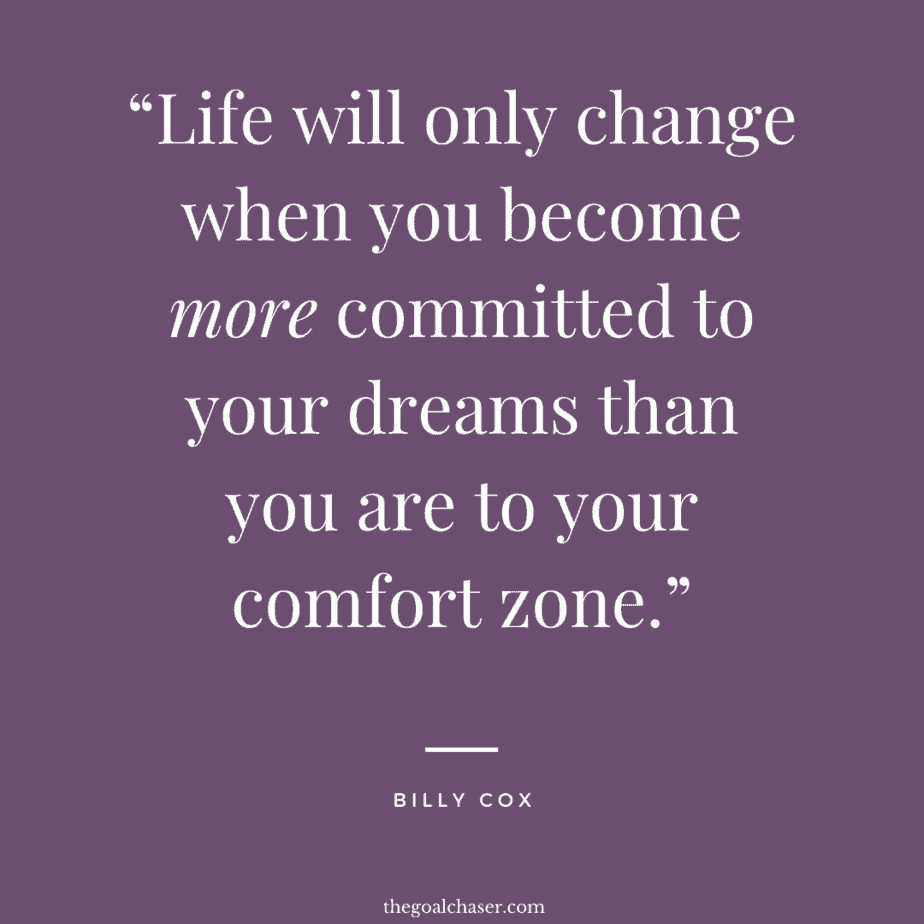 “Life will only change
when you become
more committed to
your dreams than
you are to your
comfort zone.”
BILLY COX
thegoalchaser.com